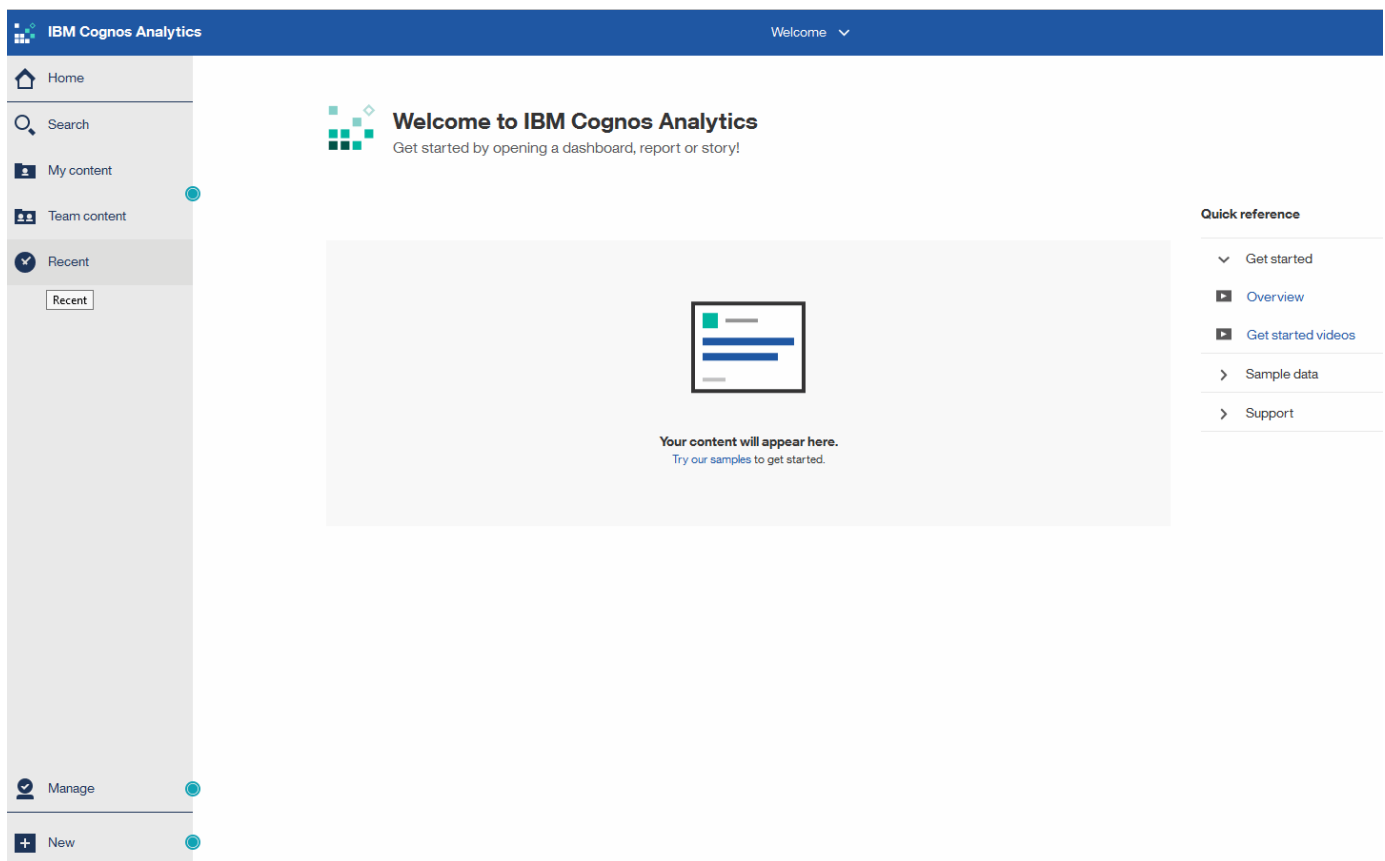 IBM Cognos Analytics
Welcome
Home
Search
My content
Team content
Recent
Recent
Manage
New
Welcome to IBM Cognos Analytics
Get started by opening a dashboard, report or story!
Your content will appear here.
Try our samples to get started.
Quick reference
Get started
Overview
Get started videos
Sample data
Support